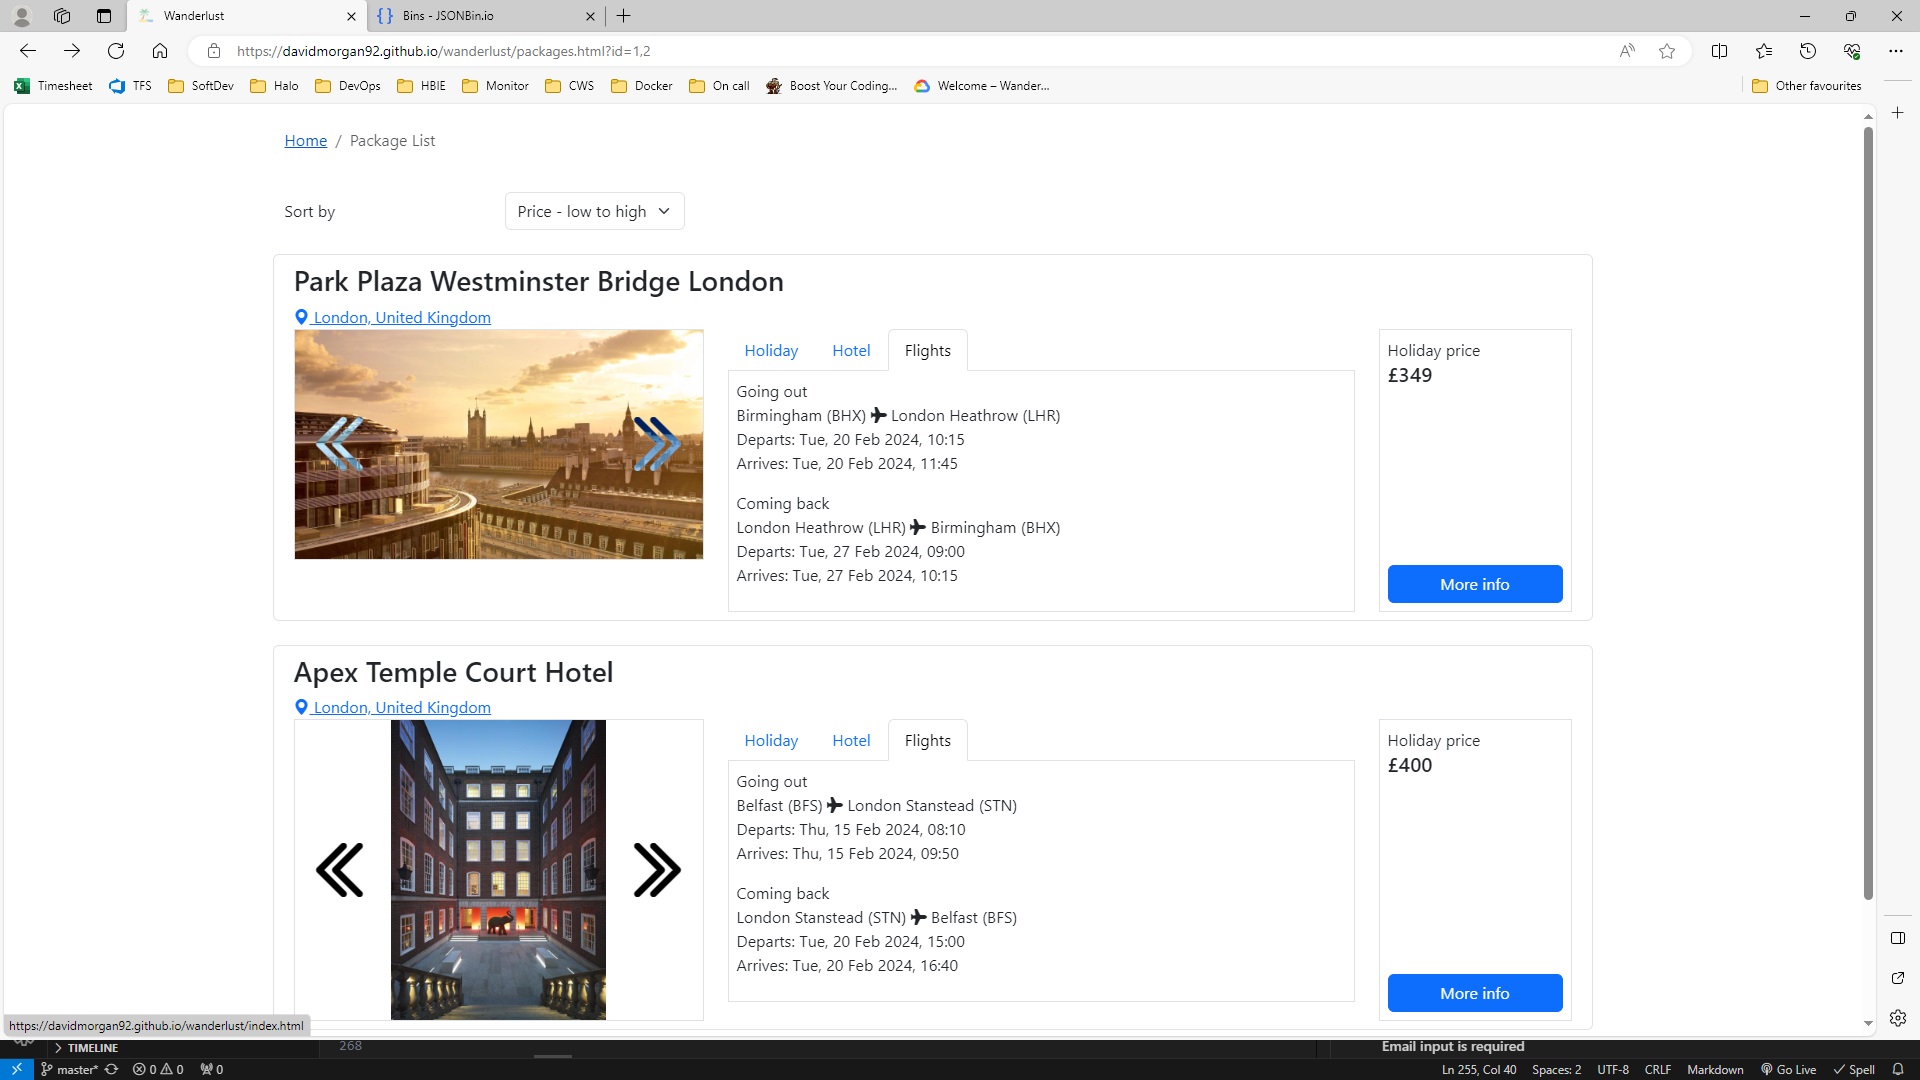 Wanderlust
Bins - JSONBin.io
https://davidmorgan92.github.io/wanderlust/packages.html?id=1,2
Timesheet
TFS
SoftDev
Halo
DevOps
HBIE
Monitor
CWS
Docker
On call
Boost Your Coding...
Welcome – Wander...
Other favourites
Home / Package List
Sort by
Price - low to high
Park Plaza Westminster Bridge London
London, United Kingdom
Holiday
Hotel
Flights
Going out
Birmingham (BHX) London Heathrow (LHR)
Departs: Tue, 20 Feb 2024, 10:15
Arrives: Tue, 20 Feb 2024, 11:45
Coming back
London Heathrow (LHR) Birmingham (BHX)
Departs: Tue, 27 Feb 2024, 09:00
Arrives: Tue, 27 Feb 2024, 10:15
Holiday price
£349
More info
Apex Temple Court Hotel
London, United Kingdom
Holiday
Hotel
Flights
Going out
Belfast (BFS) London Stanstead (STN)
Departs: Thu, 15 Feb 2024, 08:10
Arrives: Thu, 15 Feb 2024, 09:50
Coming back
London Stanstead (STN) Belfast (BFS)
Departs: Tue, 20 Feb 2024, 15:00
Arrives: Tue, 20 Feb 2024, 16:40
Holiday price
£400
More info
https://davidmorgan92.github.io/wanderlust/index.html
TIMELINE
268
Email input is required
master*
0 0
0
Ln 255, Col 40
Spaces: 2
UTF-8
CRLF
Markdown
Go Live
Spell